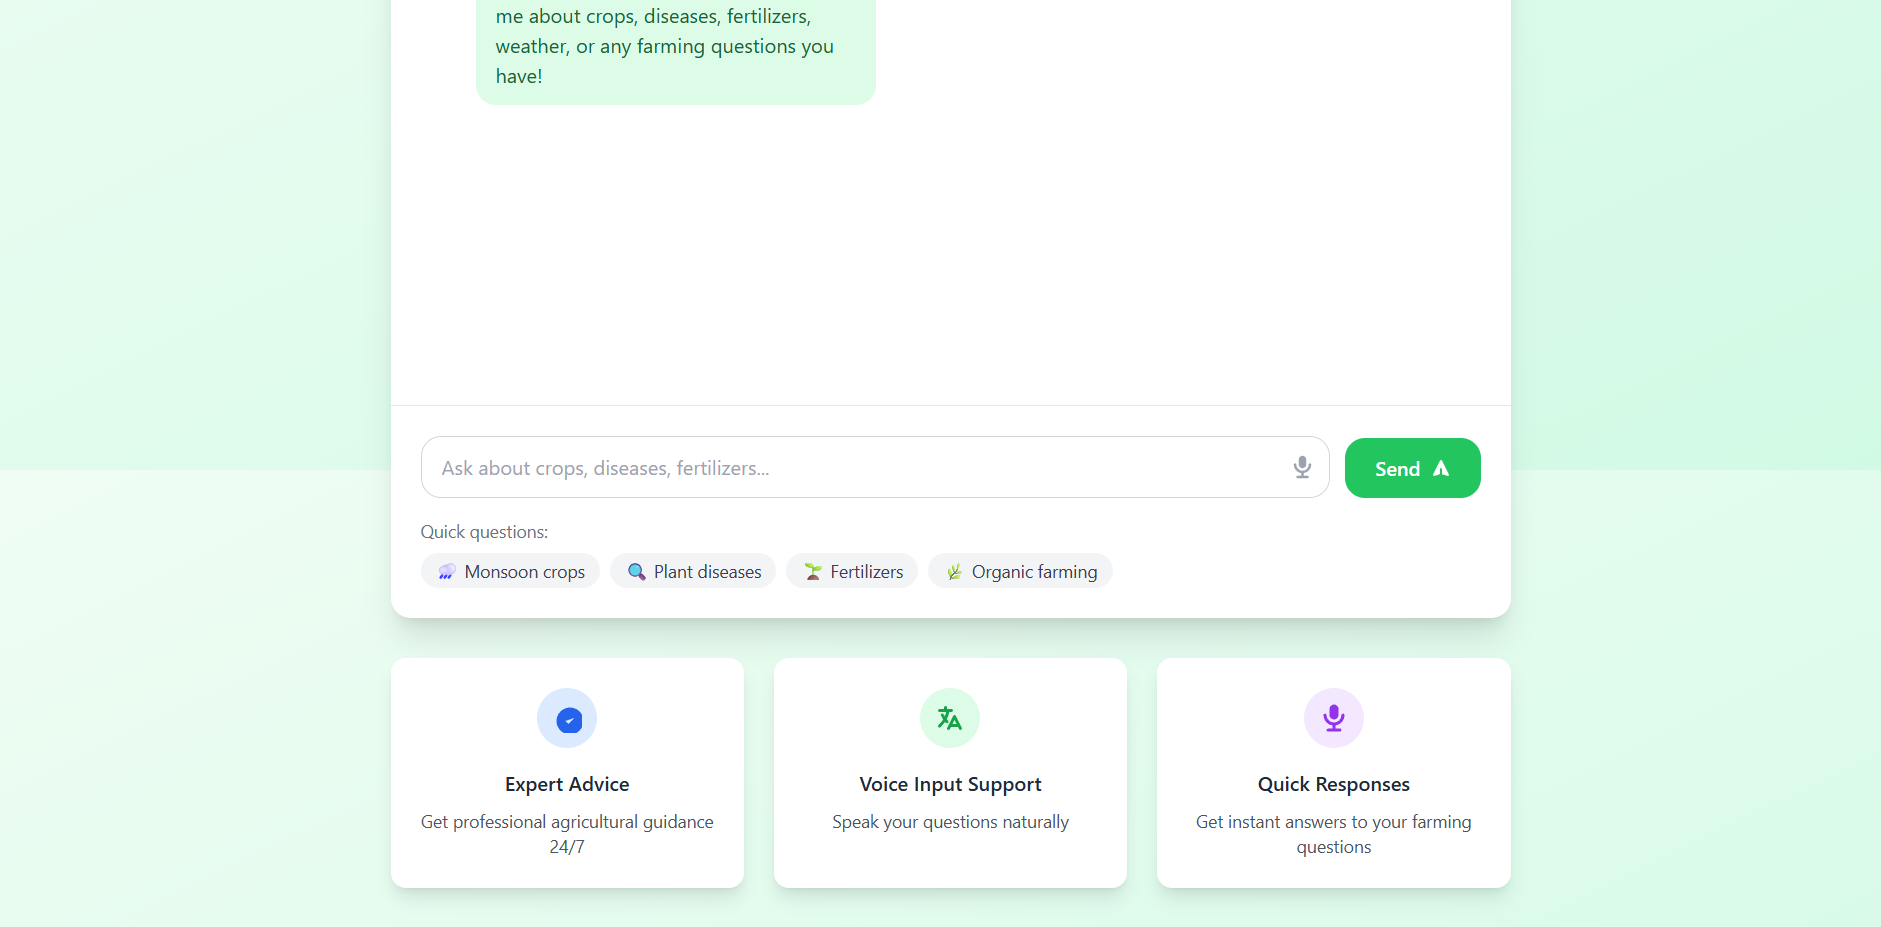 me about crops, diseases, fertilizers,
weather, or any farming questions you
have!
Ask about crops, diseases, fertilizers...
Send
Quick questions:
Monsoon crops
Plant diseases
Fertilizers
Organic farming
Expert Advice
Get professional agricultural guidance
24/7
Voice Input Support
Speak your questions naturally
Quick Responses
Get instant answers to your farming
questions